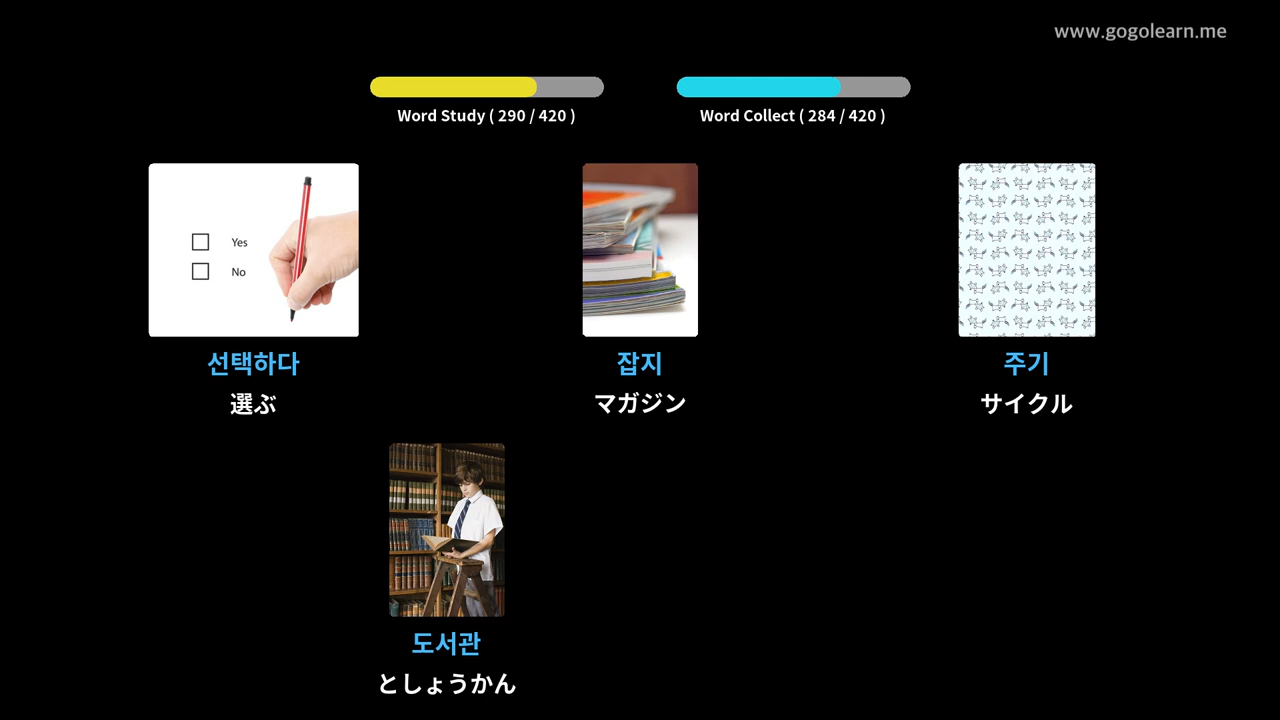 www.gogolearn.me
Word Study ( 290 / 420 )
Word Collect ( 284 / 420 )
Yes
No
선택하다
選ぶ
잡지
マガジン
주기
サイクル
도서관
としょうかん